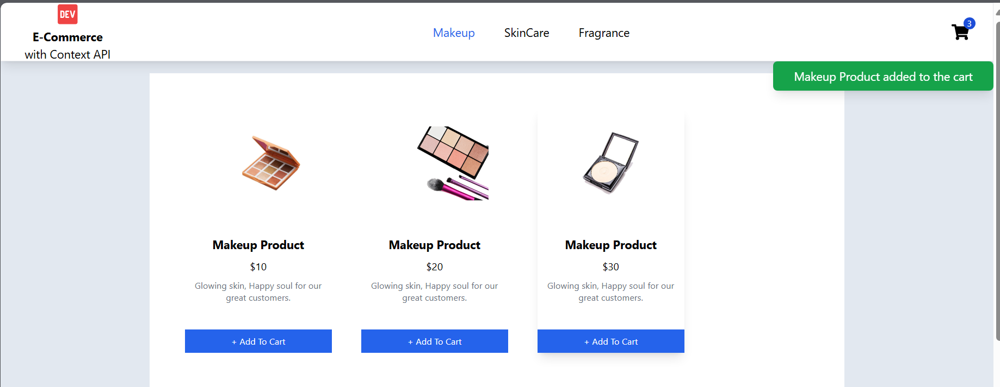 DEV
E-Commerce
with Context API
Makeup
SkinCare
Fragrance
3
Makeup Product added to the cart
Makeup Product
$10
Glowing skin, Happy soul for our
great customers.
+ Add To Cart
Makeup Product
$20
Glowing skin, Happy soul for our
great customers.
+ Add To Cart
Makeup Product
$30
Glowing skin, Happy soul for our
great customers.
+ Add To Cart